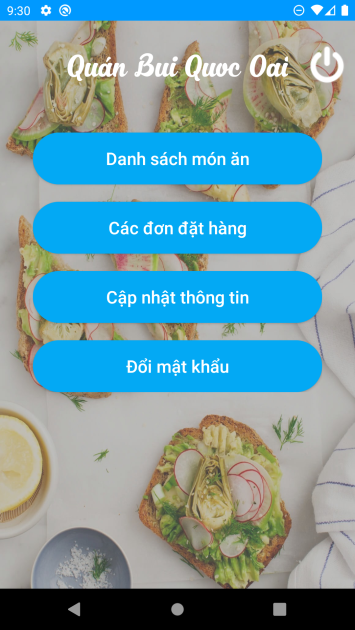 9:30
Quán Bui Quoc Oai
Danh sách món ăn
Các đơn đặt hàng
Cập nhật thông tin
Đổi mật khẩu